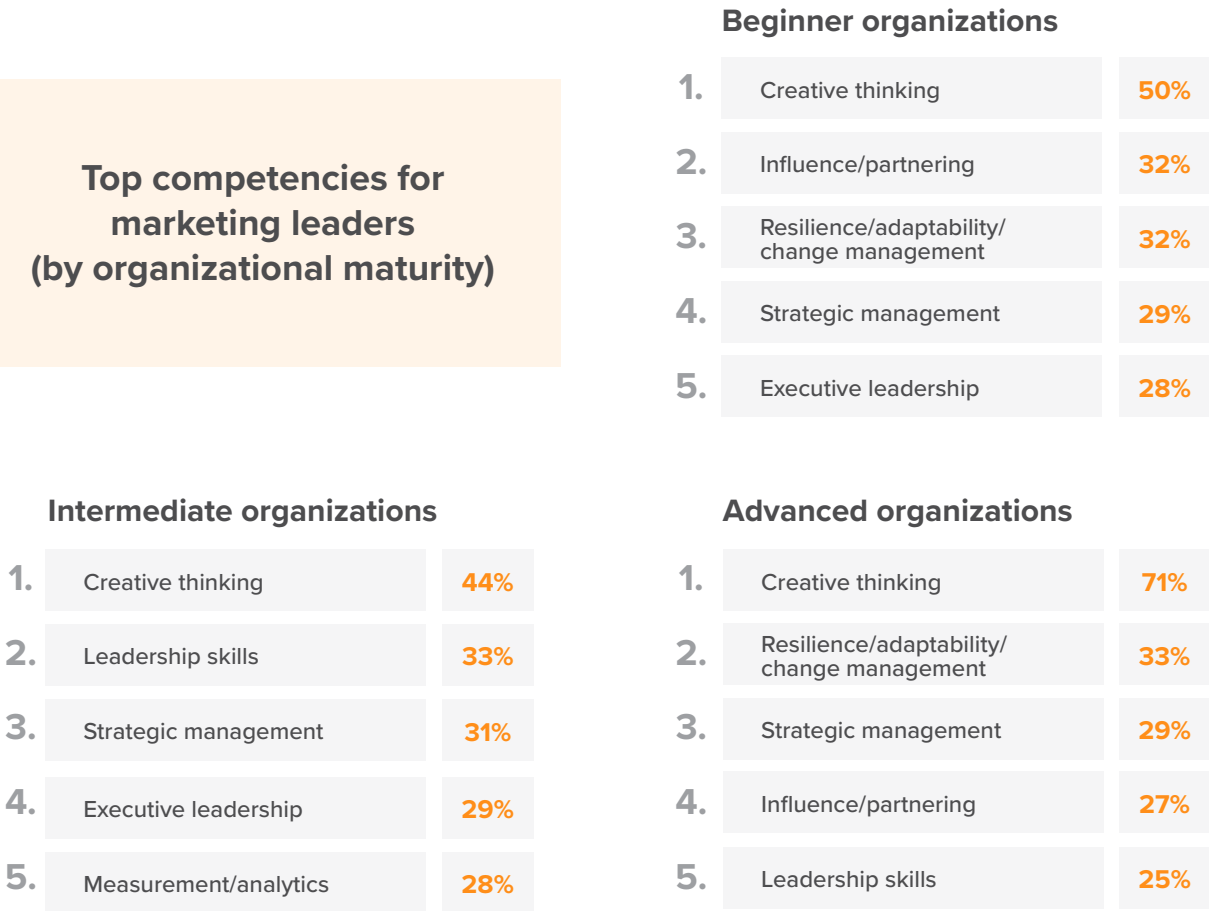 Top competencies for
marketing leaders
(by organizational maturity)
Beginner organizations
1. Creative thinking 50%
2. Influence/partnering 32%
3. Resilience/adaptability/
change management 32%
4. Strategic management 29%
5. Executive leadership 28%
Intermediate organizations
1. Creative thinking 44%
2. Leadership skills 33%
3. Strategic management 31%
4. Executive leadership 29%
5. Measurement/analytics 28%
Advanced organizations
1. Creative thinking 71%
2. Resilience/adaptability/
change management 33%
3. Strategic management 29%
4. Influence/partnering 27%
5. Leadership skills 25%